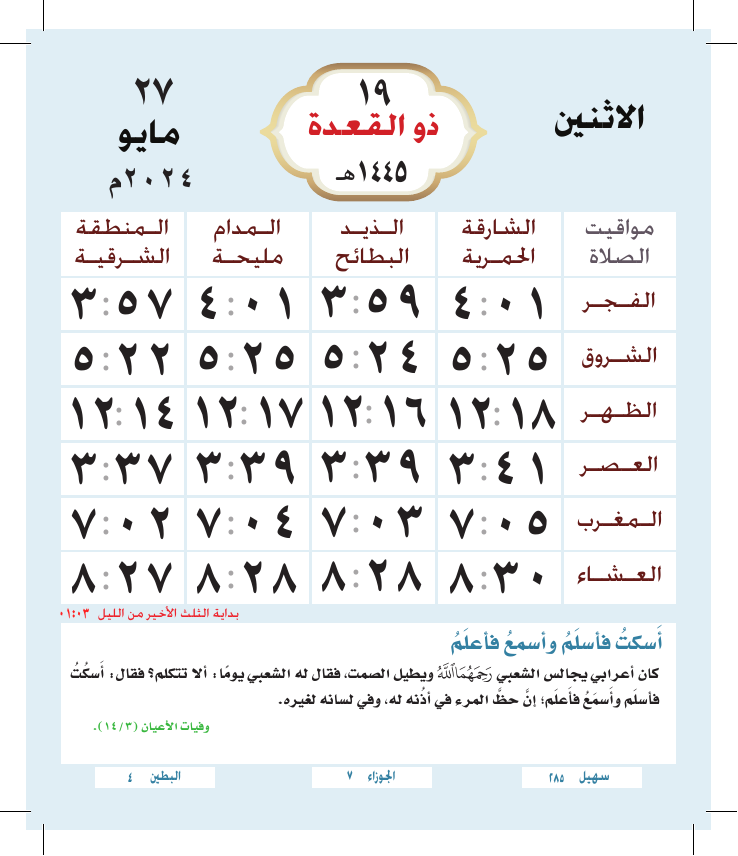 الاثنين
١٩
ذو القعدة
١٤٤٥هـ
٢٧
مايو
٢٠٢٤م
مواقيت الصلاة | الشارقة الحمرية | الذيد البطائح | المدام مليحة | المنطقة الشرقية
الفجر ٤:٠١ ٣:٥٩ ٤:٠١ ٣:٥٧
الشروق ٥:٢٥ ٥:٢٤ ٥:٢٥ ٥:٢٢
الظهر ١٢:١٨ ١٢:١٦ ١٢:١٧ ١٢:١٤
العصر ٣:٤١ ٣:٣٩ ٣:٣٩ ٣:٣٧
المغرب ٧:٠٥ ٧:٠٣ ٧:٠٤ ٧:٠٢
العشاء ٨:٣٠ ٨:٢٨ ٨:٢٨ ٨:٢٧
بداية الثلث الأخير من الليل ٠١:٠٣
أَسكتُ فأسلَمُ وأسمعُ فأعلَمُ
كان أعرابي يجالس الشعبي رَحِمَهُمَا ٱللَّهُ ويطيل الصمت، فقال له الشعبي يومًا: ألا تتكلم؟ فقال: أَسكُتُ
فأسلَم وأَسمَعُ فأَعلَم؛ إنَّ حظَّ المرء في أذُنه له، وفي لسانه لغيره.
وفيات الأعيان (١٤/٣).
سهيل ٢٨٥
الجوزاء ٧
البطين ٤